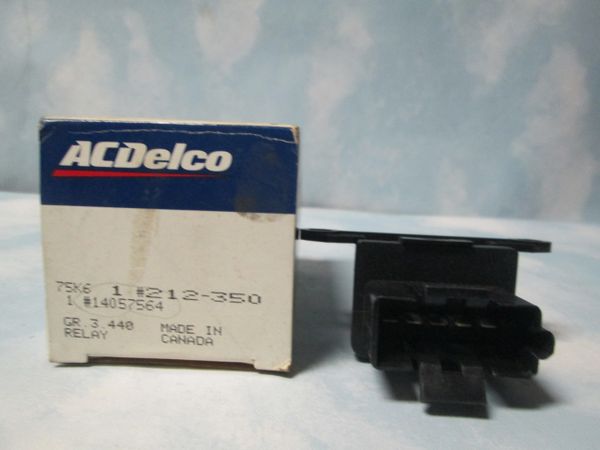 ACDelco
75K6 1 #212-350
1 #14057564
GR. 3.440 MADE IN
RELAY CANADA